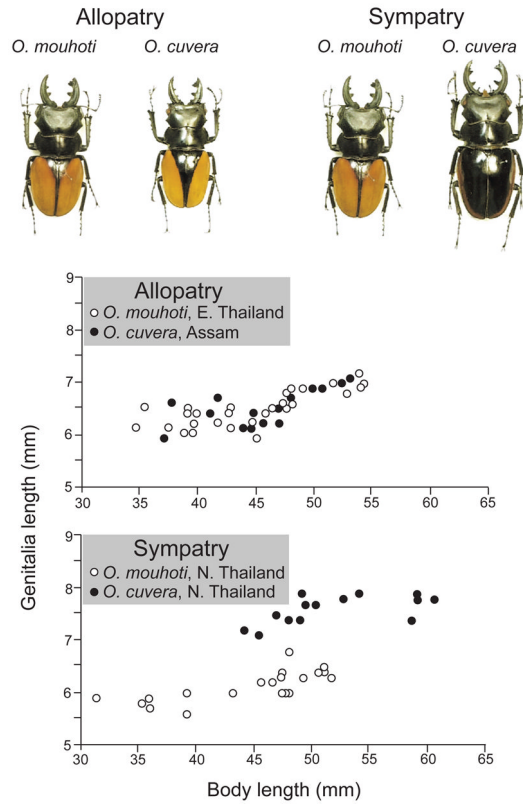 Allopatry
Sympatry
O. mouhoti
O. cuvera
O. mouhoti
O. cuvera
9
8
7
6
5
Allopatry
O. mouhoti, E. Thailand
O. cuvera, Assam
30
35
40
45
50
55
60
65
Genitalia length (mm)
9
8
7
6
5
Sympatry
O. mouhoti, N. Thailand
O. cuvera, N. Thailand
30
35
40
45
50
55
60
65
Body length (mm)